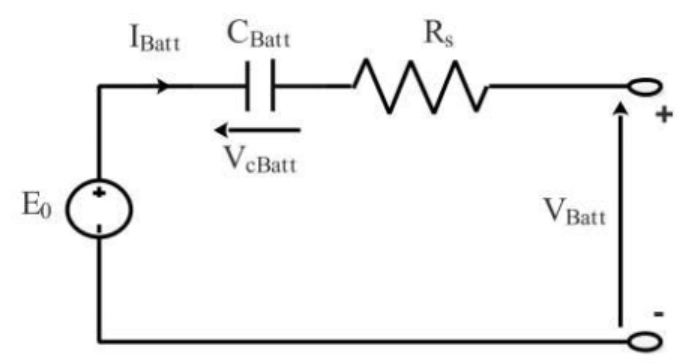 I_Batt C_Batt R_s
V_cBatt
+
-
E_0
V_Batt
+
-